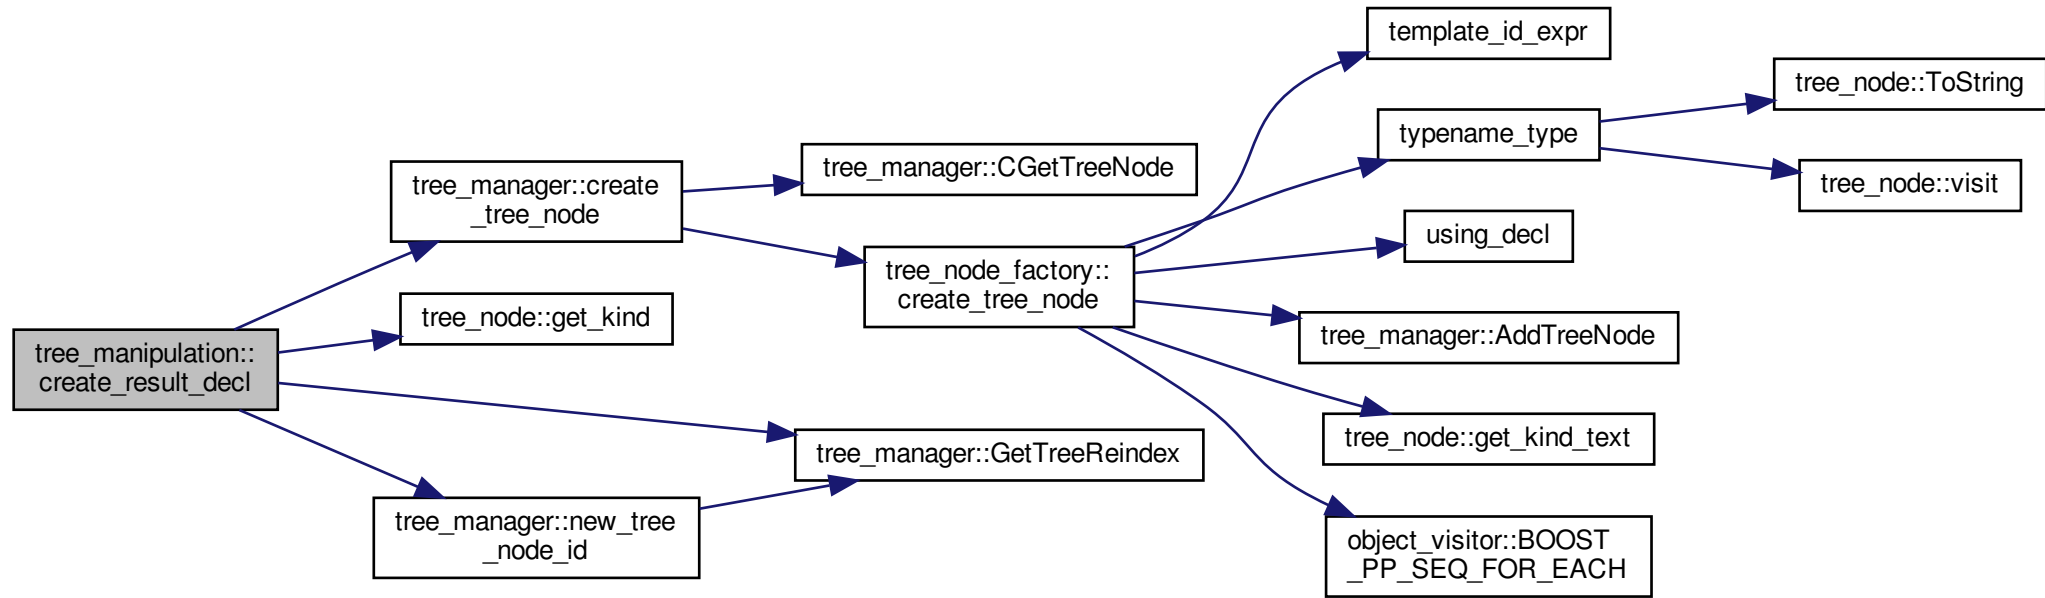 template_id_expr
tree_node::ToString
typename_type
tree_manager::CGetTreeNode
tree_manager::create
_tree_node
tree_node::visit
using_decl
tree_node_factory::
create_tree_node
tree_node::get_kind
tree_manager::AddTreeNode
tree_manipulation::
create_result_decl
tree_node::get_kind_text
tree_manager::GetTreeReindex
tree_manager::new_tree
_node_id
object_visitor::BOOST
_PP_SEQ_FOR_EACH